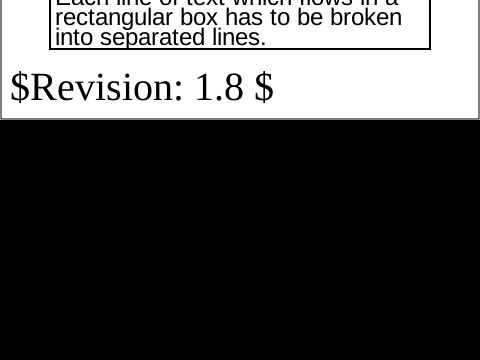 Each line of text which flows in a
rectangular box has to be broken
into separated lines.
$Revision: 1.8 $